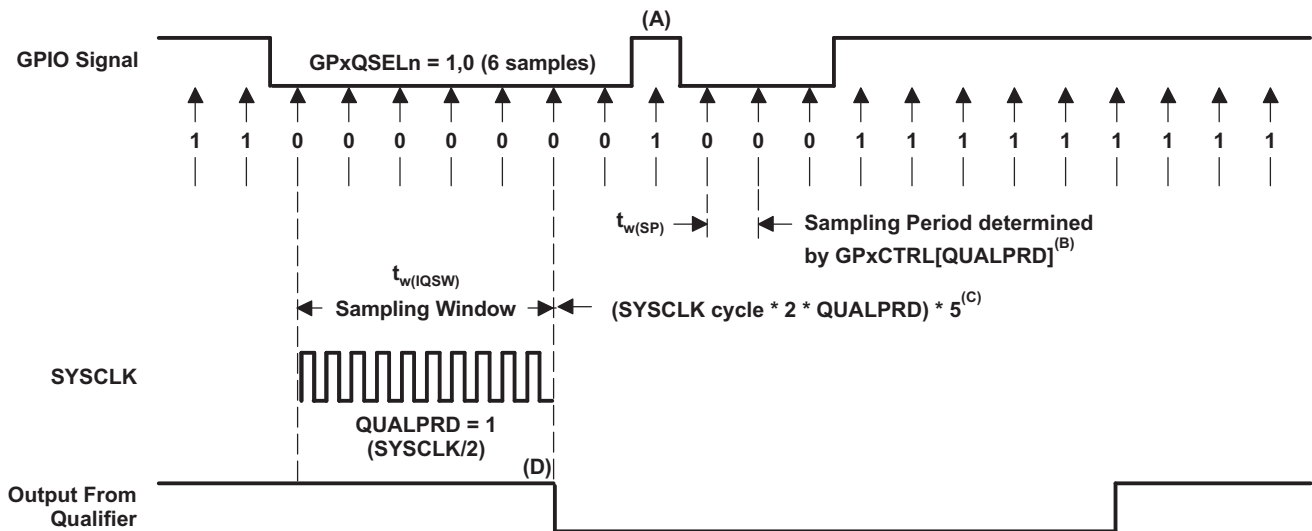 (A)
GPIO Signal
GPxQSELn = 1,0 (6 samples)
1 1 0 0 0 0 0 0 0 1 0 0 0 1 1 1 1 1 1 1 1 1
tw(SP)
Sampling Period determined
by GPxCTRL[QUALPRD](B)
tw(IQSW)
Sampling Window
(SYSCLK cycle * 2 * QUALPRD) * 5(C)
SYSCLK
QUALPRD = 1
(SYSCLK/2)
(D)
Output From
Qualifier